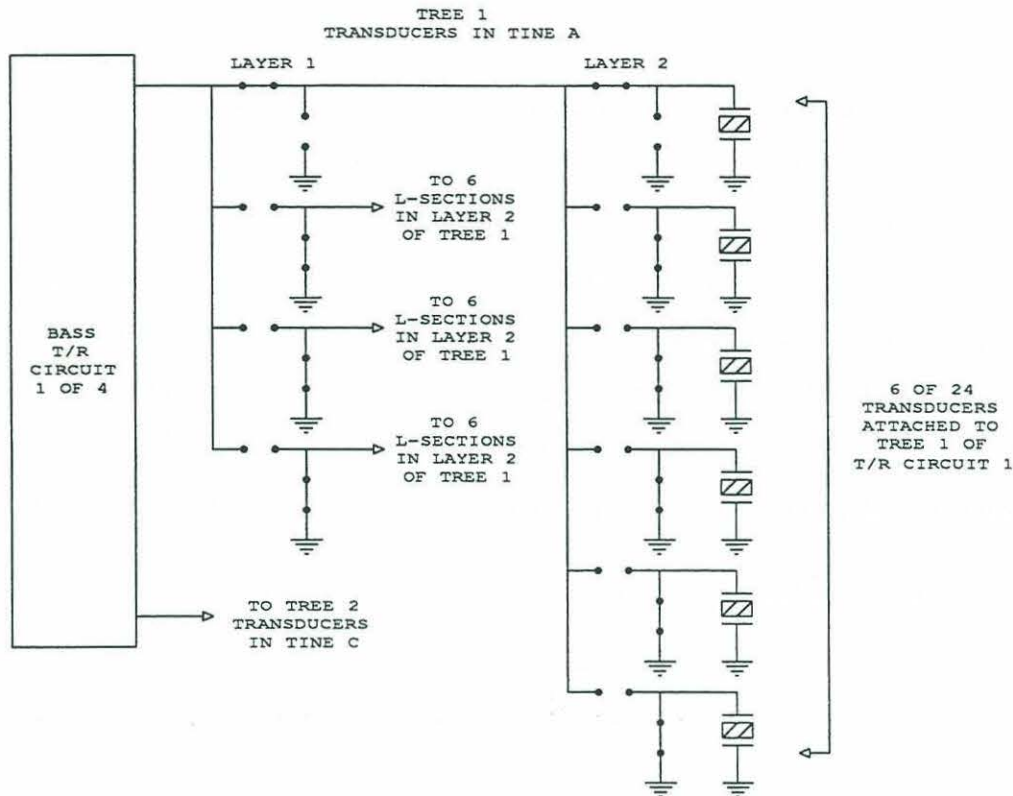 TREE 1
TRANSDUCERS IN TINE A
LAYER 1
LAYER 2
TO 6
L-SECTIONS
IN LAYER 2
OF TREE 1
TO 6
L-SECTIONS
IN LAYER 2
OF TREE 1
TO 6
L-SECTIONS
IN LAYER 2
OF TREE 1
BASS
T/R
CIRCUIT
1 OF 4
6 OF 24
TRANSDUCERS
ATTACHED TO
TREE 1 OF
T/R CIRCUIT 1
TO TREE 2
TRANSDUCERS
IN TINE C